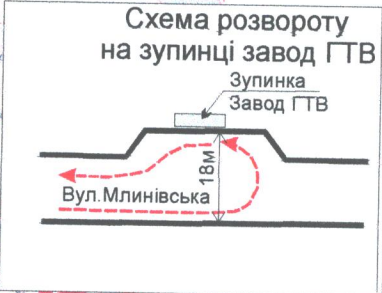 Схема розвороту
на зупинці завод ГТВ
Зупинка
Завод ГТВ
18м
Вул.Млинівська